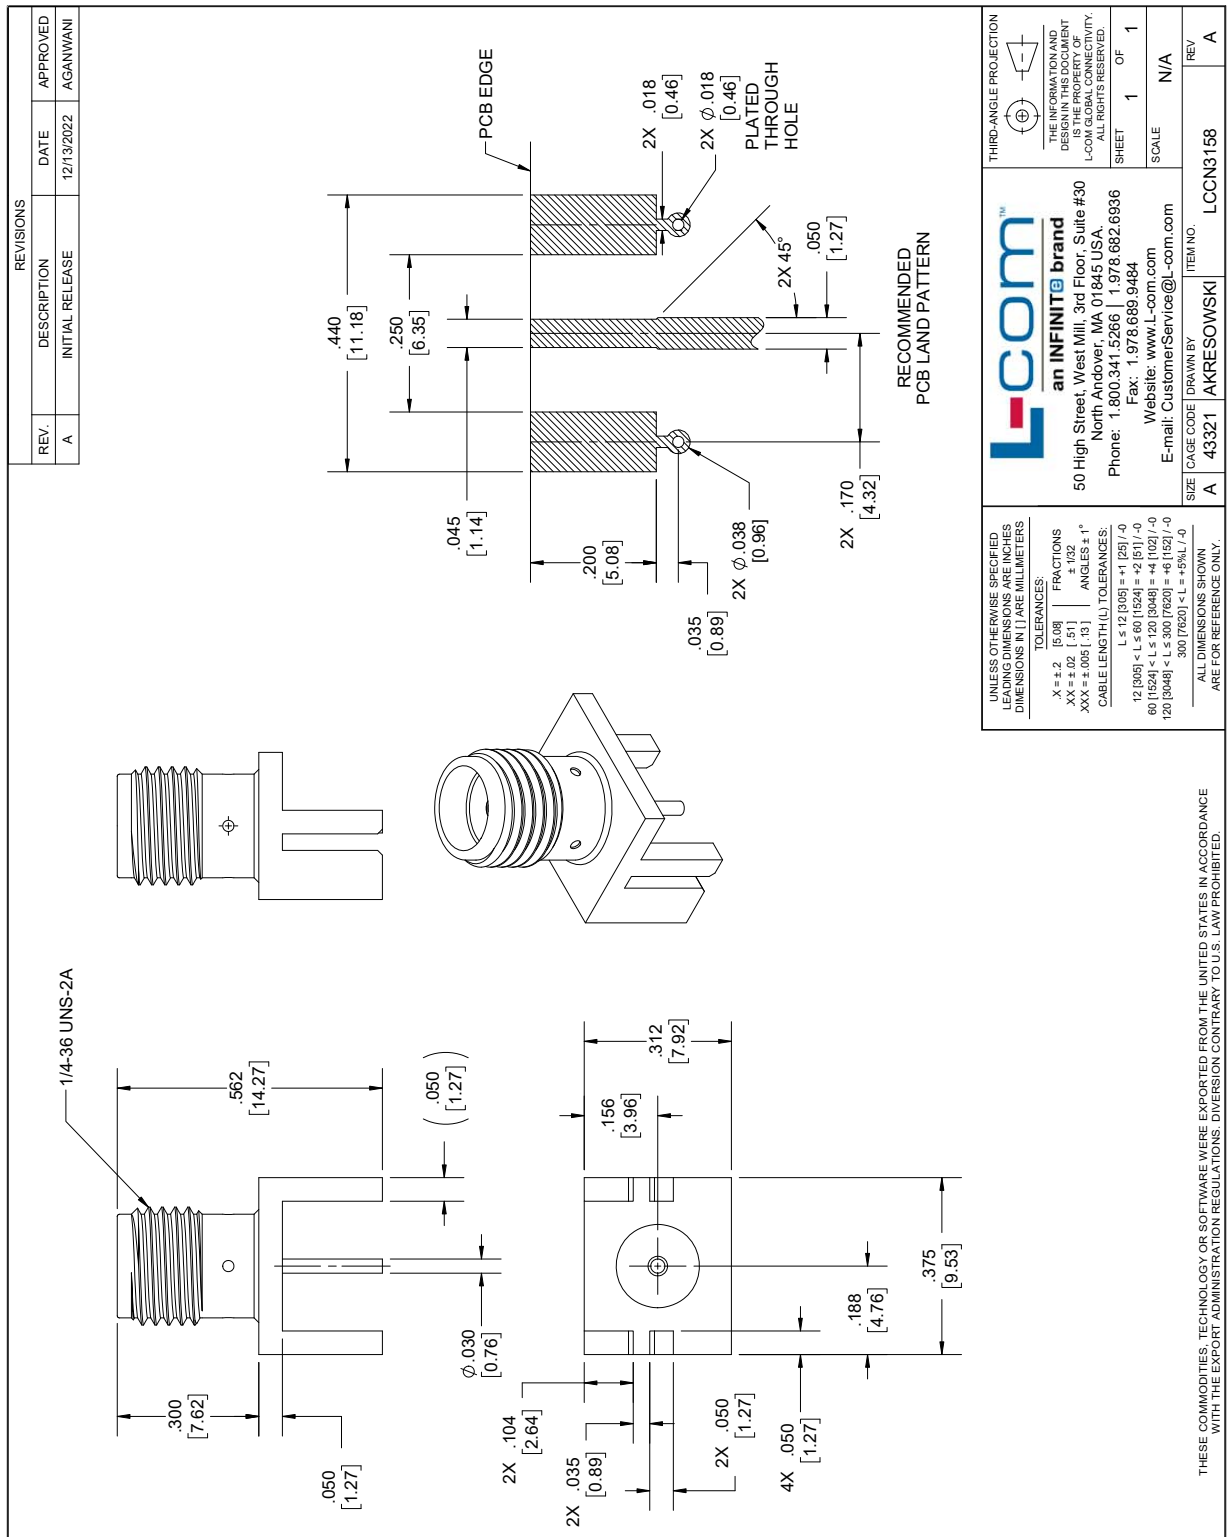 REVISIONS
REV. DESCRIPTION DATE APPROVED
A INITIAL RELEASE 12/13/2022 AGANWANI
1/4-36 UNS-2A
.300
[7.62]
.050
[1.27]
.562
[14.27]
( .050
[1.27] )
Ø.030
[0.76]
2X .104
[2.64]
2X .035
[0.89]
2X .050
[1.27]
4X .050
[1.27]
.156
[3.96]
.312
[7.92]
.188
[4.76]
.375
[9.53]
.440
[11.18]
.250
[6.35]
.045
[1.14]
PCB EDGE
.200
[5.08]
.035
[0.89]
2X Ø.038
[0.96]
2X .170
[4.32]
2X .018
[0.46]
2X Ø.018
[0.46]
PLATED
THROUGH
HOLE
2X 45°
.050
[1.27]
RECOMMENDED
PCB LAND PATTERN
UNLESS OTHERWISE SPECIFIED
LEADING DIMENSIONS ARE INCHES
DIMENSIONS IN [ ] ARE MILLIMETERS
TOLERANCES:
.X = ±.2 [5.08] FRACTIONS
.XX = ±.02 [.51] ± 1/32
.XXX = ±.005 [.13] ANGLES ± 1°
CABLE LENGTH (L) TOLERANCES:
L ≤ 12 [305] = +1 [25] / -0
12 [305] < L ≤ 60 [1524] = +2 [51] / -0
60 [1524] < L ≤ 120 [3048] = +4 [102] / -0
120 [3048] < L ≤ 300 [7620] = +6 [152] / -0
300 [7620] < L = +5%L / -0
ALL DIMENSIONS SHOWN
ARE FOR REFERENCE ONLY.
L-com™
an INFINITe brand
50 High Street, West Mill, 3rd Floor, Suite #30
North Andover, MA 01845 USA.
Phone: 1.800.341.5266 | 1.978.682.6936
Fax: 1.978.689.9484
Website: www.L-com.com
E-mail: CustomerService@L-com.com
THIRD-ANGLE PROJECTION
THE INFORMATION AND
DESIGN IN THIS DOCUMENT
IS THE PROPERTY OF
L-COM GLOBAL CONNECTIVITY.
ALL RIGHTS RESERVED.
SHEET 1 OF 1
SCALE N/A
SIZE CAGE CODE DRAWN BY ITEM NO. REV
A 43321 AKRESOWSKI LCCN3158 A
THESE COMMODITIES, TECHNOLOGY OR SOFTWARE WERE EXPORTED FROM THE UNITED STATES IN ACCORDANCE
WITH THE EXPORT ADMINISTRATION REGULATIONS. DIVERSION CONTRARY TO U.S. LAW PROHIBITED.